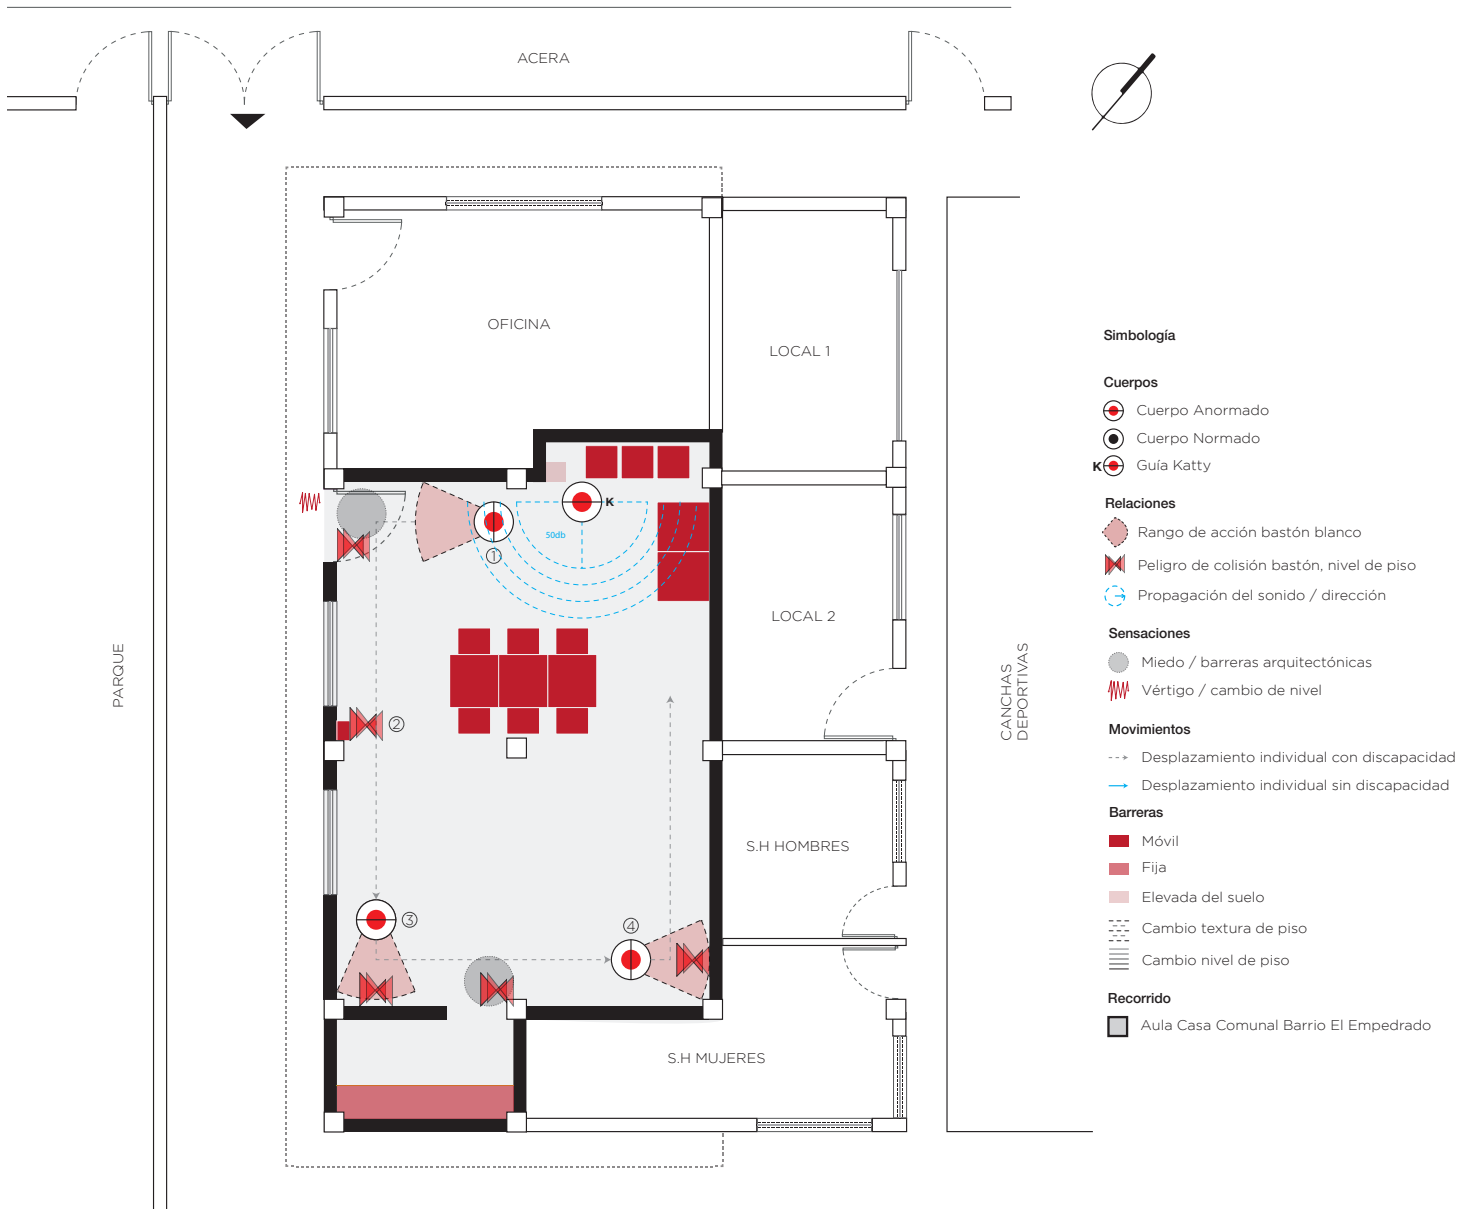 ACERA
OFICINA
LOCAL 1
K
50db
①
LOCAL 2
PARQUE
②
CANCHAS
DEPORTIVAS
S.H HOMBRES
③
④
S.H MUJERES
Simbología
Cuerpos
Cuerpo Anormado
Cuerpo Normado
K Guía Katty
Relaciones
Rango de acción bastón blanco
Peligro de colisión bastón, nivel de piso
Propagación del sonido / dirección
Sensaciones
Miedo / barreras arquitectónicas
Vértigo / cambio de nivel
Movimientos
Desplazamiento individual con discapacidad
Desplazamiento individual sin discapacidad
Barreras
Móvil
Fija
Elevada del suelo
Cambio textura de piso
Cambio nivel de piso
Recorrido
Aula Casa Comunal Barrio El Empedrado